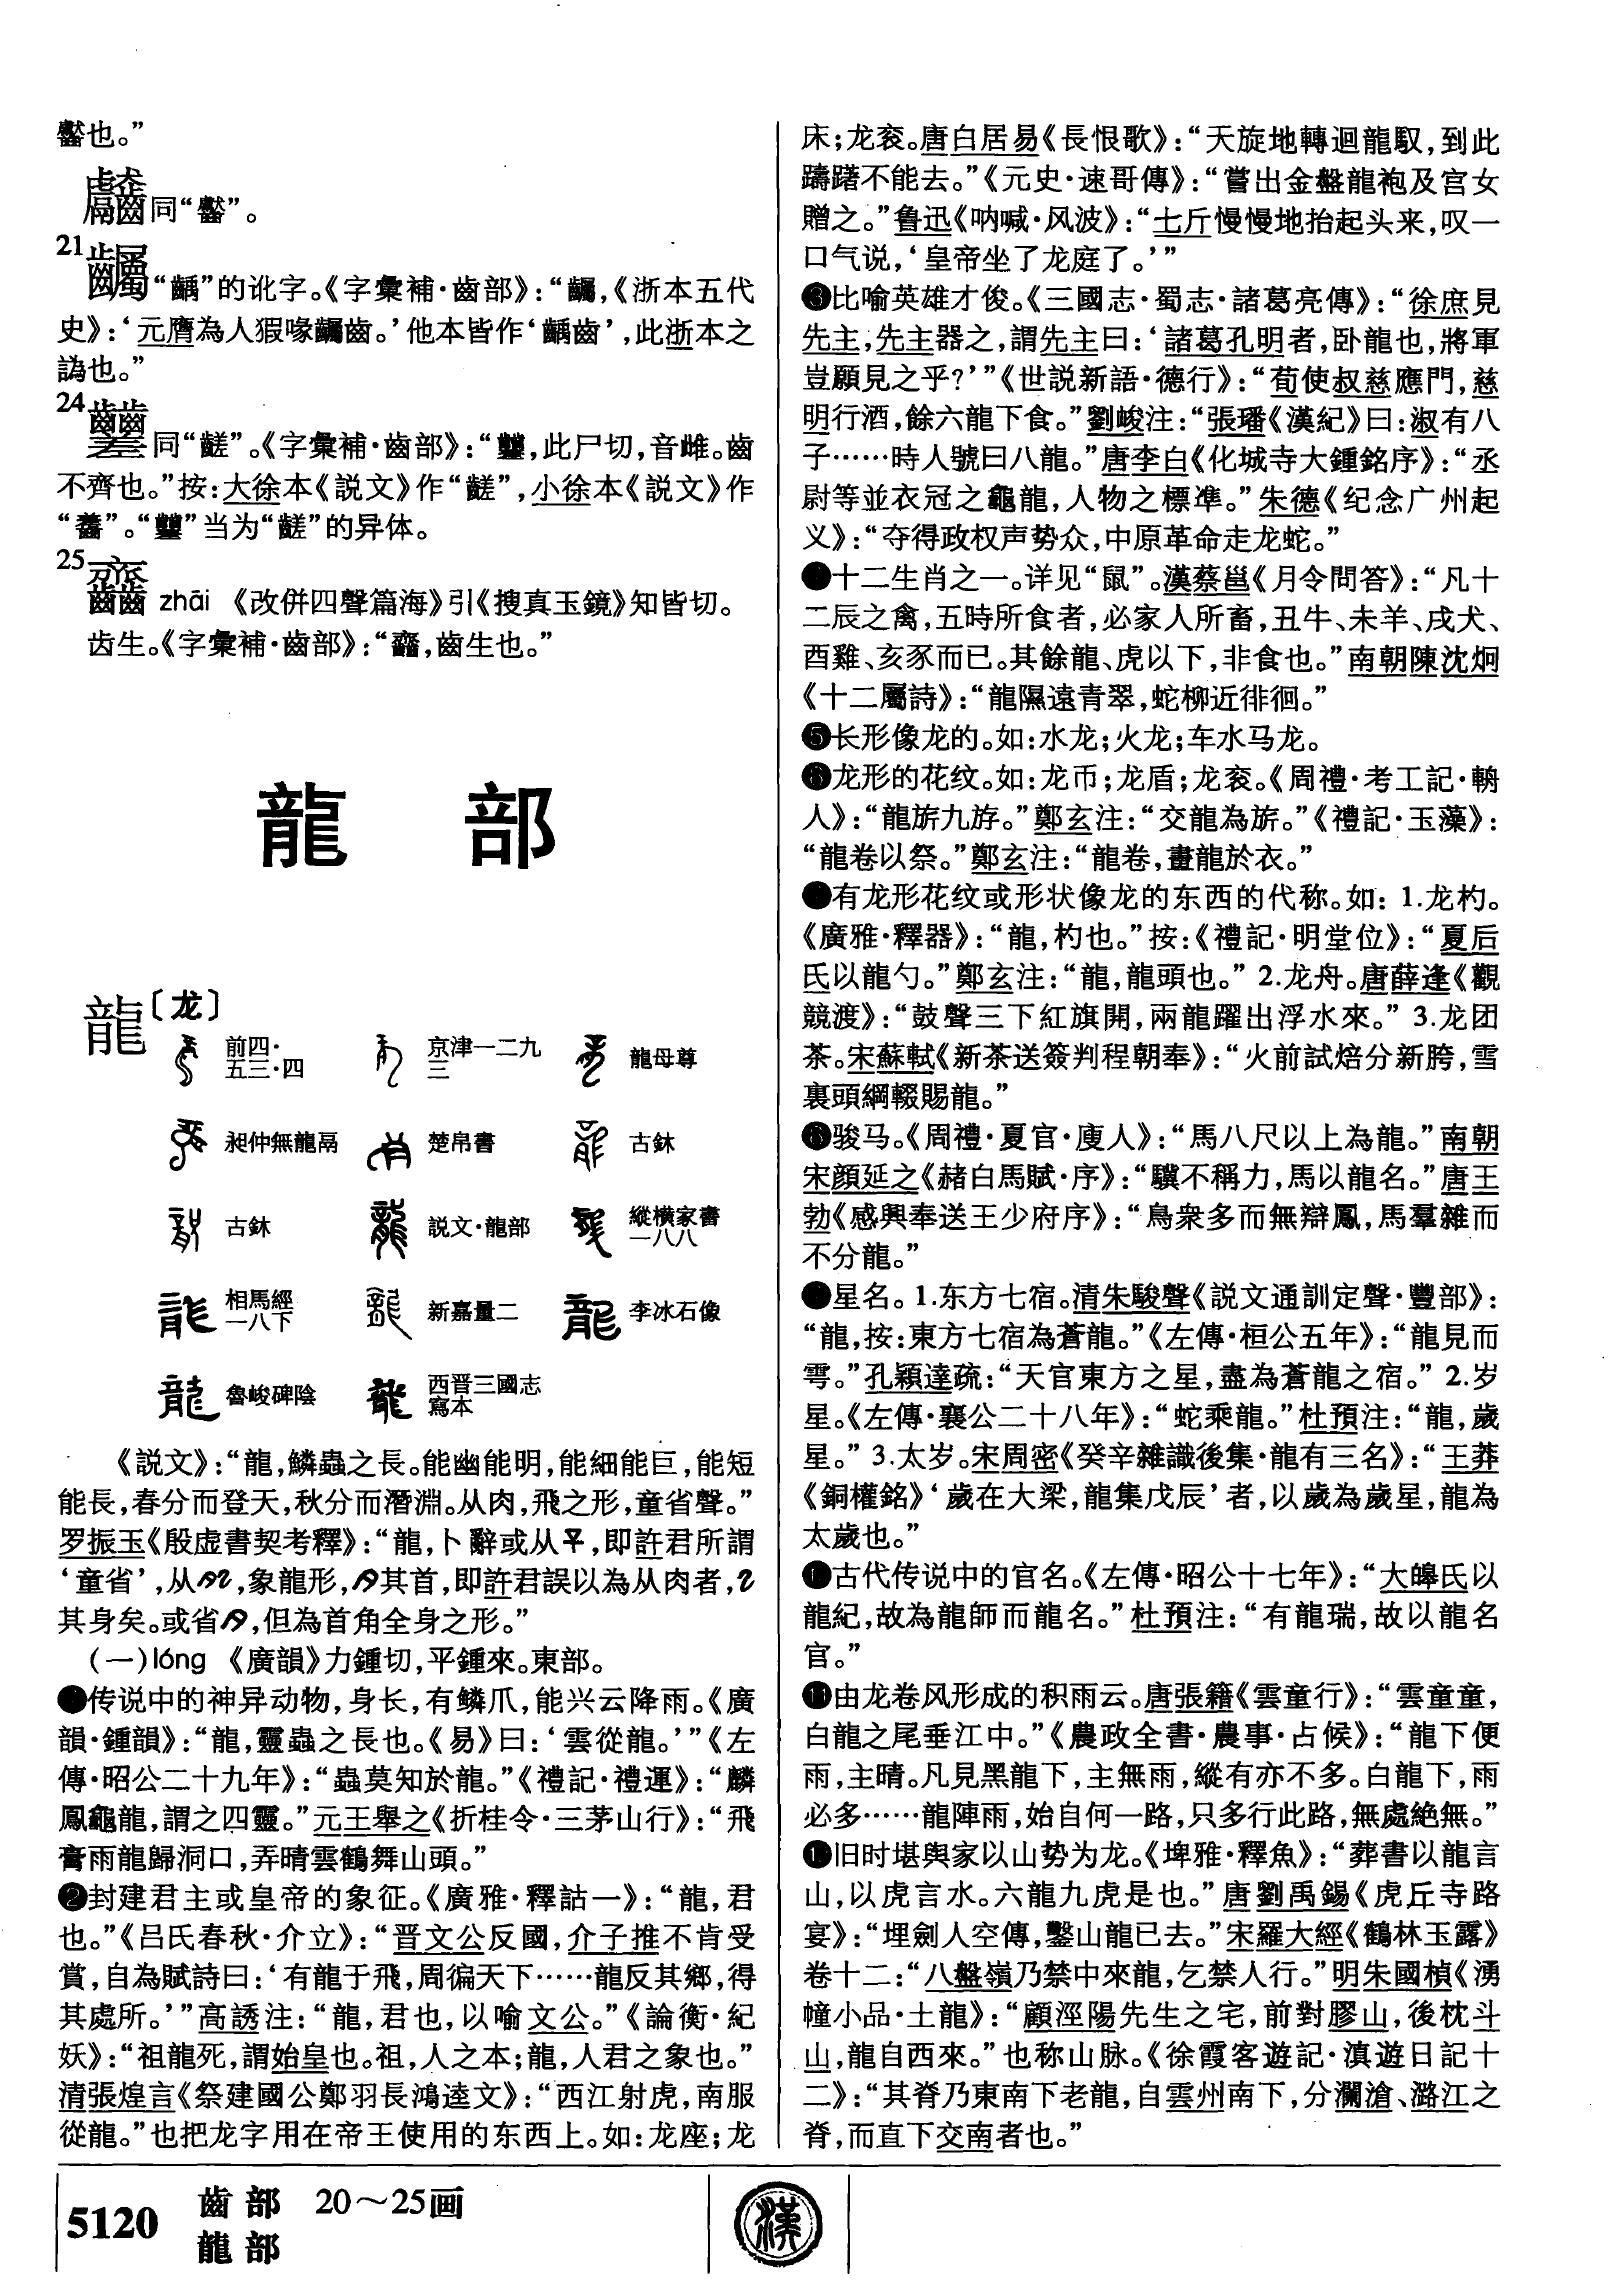 也。”
同“”。
21
“齵”的讹字。《字彙補·齒部》：“，《浙本五代
史》：‘元膺為人猳喙齒。’他本皆作‘齵齒’，此浙本之
譌也。”
24
同“齹”。《字彙補·齒部》：“，此尸切，音雌。齒
不齊也。”按：大徐本《説文》作“齹”，小徐本《説文》作
“”。“”当为“齹”的异体。
25
zhāi 《改併四聲篇海》引《搜真玉鏡》知皆切。
齿生。《字彙補·齒部》：“，齒生也。”
龍 部
龍〔龙〕
前四·五三·四 京津一二九三 龍母尊
昶仲無龍鬲 楚帛書 古鉥
古鉥 説文·龍部 縱横家書一八八
相馬經一八下 新嘉量二 李冰石像
魯峻碑陰 西晋三國志寫本
《説文》：“龍，鱗蟲之長。能幽能明，能細能巨，能短
能長，春分而登天，秋分而潛淵。从肉，飛之形，童省聲。”
罗振玉《殷虚書契考釋》：“龍，卜辭或从，即許君所謂
‘童省’，从，象龍形，其首，即許君誤以為从肉者，
其身矣。或省，但為首角全身之形。”
（一）lóng 《廣韻》力鍾切，平鍾來。東部。
❶传说中的神异动物，身长，有鳞爪，能兴云降雨。《廣
韻·鍾韻》：“龍，靈蟲之長也。《易》曰：‘雲從龍。’”《左
傳·昭公二十九年》：“蟲莫知於龍。”《禮記·禮運》：“麟
鳳龜龍，謂之四靈。”元王舉之《折桂令·三茅山行》：“飛
膏雨龍歸洞口，弄晴雲鶴舞山頭。”
❷封建君主或皇帝的象征。《廣雅·釋詁一》：“龍，君
也。”《吕氏春秋·介立》：“晋文公反國，介子推不肯受
賞，自為賦詩曰：‘有龍于飛，周徧天下……龍反其鄉，得
其處所。’”高誘注：“龍，君也，以喻文公。”《論衡·紀
妖》：“祖龍死，謂始皇也。祖，人之本；龍，人君之象也。”
清張煌言《祭建國公鄭羽長鴻逵文》：“西江射虎，南服
從龍。”也把龙字用在帝王使用的东西上。如：龙座；龙
床；龙衮。唐白居易《長恨歌》：“天旋地轉迴龍馭，到此
躊躇不能去。”《元史·速哥傳》：“嘗出金盤龍袍及宫女
贈之。”鲁迅《呐喊·风波》：“七斤慢慢地抬起头来，叹一
口气说，‘皇帝坐了龙庭了。’”
❸比喻英雄才俊。《三國志·蜀志·諸葛亮傳》：“徐庶見
先主，先主器之，謂先主曰：‘諸葛孔明者，卧龍也，將軍
豈願見之乎？’”《世説新語·德行》：“荀使叔慈應門，慈
明行酒，餘六龍下食。”劉峻注：“張璠《漢紀》曰：淑有八
子……時人號曰八龍。”唐李白《化城寺大鍾銘序》：“丞
尉等並衣冠之龜龍，人物之標凖。”朱德《纪念广州起
义》：“夺得政权声势众，中原革命走龙蛇。”
❹十二生肖之一。详见“鼠”。漢蔡邕《月令問答》：“凡十
二辰之禽，五時所食者，必家人所畜，丑牛、未羊、戌犬、
酉雞、亥豕而已。其餘龍、虎以下，非食也。”南朝陳沈炯
《十二屬詩》：“龍隰遠青翠，蛇柳近徘徊。”
❺长形像龙的。如：水龙；火龙；车水马龙。
❻龙形的花纹。如：龙币；龙盾；龙衮。《周禮·考工記·輈
人》：“龍旂九斿。”鄭玄注：“交龍為旂。”《禮記·玉藻》：
“龍卷以祭。”鄭玄注：“龍卷，畫龍於衣。”
❼有龙形花纹或形状像龙的东西的代称。如：1.龙杓。
《廣雅·釋器》：“龍，杓也。”按：《禮記·明堂位》：“夏后
氏以龍勺。”鄭玄注：“龍，龍頭也。”2.龙舟。唐薛逢《觀
競渡》：“鼓聲三下紅旗開，兩龍躍出浮水來。”3.龙团
茶。宋蘇軾《新茶送簽判程朝奉》：“火前試焙分新胯，雪
裏頭綱輟賜龍。”
❽骏马。《周禮·夏官·廋人》：“馬八尺以上為龍。”南朝
宋顔延之《赭白馬賦·序》：“驥不稱力，馬以龍名。”唐王
勃《感興奉送王少府序》：“鳥衆多而無辯鳳，馬羣雜而
不分龍。”
❾星名。1.东方七宿。清朱駿聲《説文通訓定聲·豐部》：
“龍，按：東方七宿為蒼龍。”《左傳·桓公五年》：“龍見而
雩。”孔穎達疏：“天官東方之星，盡為蒼龍之宿。”2.岁
星。《左傳·襄公二十八年》：“蛇乘龍。”杜預注：“龍，歲
星。”3.太岁。宋周密《癸辛雜識後集·龍有三名》：“王莽
《銅權銘》‘歲在大梁，龍集戊辰’者，以歲為歲星，龍為
太歲也。”
❿古代传说中的官名。《左傳·昭公十七年》：“大皞氏以
龍紀，故為龍師而龍名。”杜預注：“有龍瑞，故以龍名
官。”
⓫由龙卷风形成的积雨云。唐張籍《雲童行》：“雲童童，
白龍之尾垂江中。”《農政全書·農事·占候》：“龍下便
雨，主晴。凡見黑龍下，主無雨，縱有亦不多。白龍下，雨
必多……龍陣雨，始自何一路，只多行此路，無處絶無。”
⓬旧时堪舆家以山势为龙。《埤雅·釋魚》：“葬書以龍言
山，以虎言水。六龍九虎是也。”唐劉禹錫《虎丘寺路
宴》：“埋劍人空傳，鑿山龍已去。”宋羅大經《鶴林玉露》
卷十二：“八盤嶺乃禁中來龍，乞禁人行。”明朱國楨《湧
幢小品·土龍》：“顧涇陽先生之宅，前對膠山，後枕斗
山，龍自西來。”也称山脉。《徐霞客遊記·滇遊日記十
二》：“其脊乃東南下老龍，自雲州南下，分瀾滄、潞江之
脊，而直下交南者也。”
5120 齒部 20～25画
龍部
漢